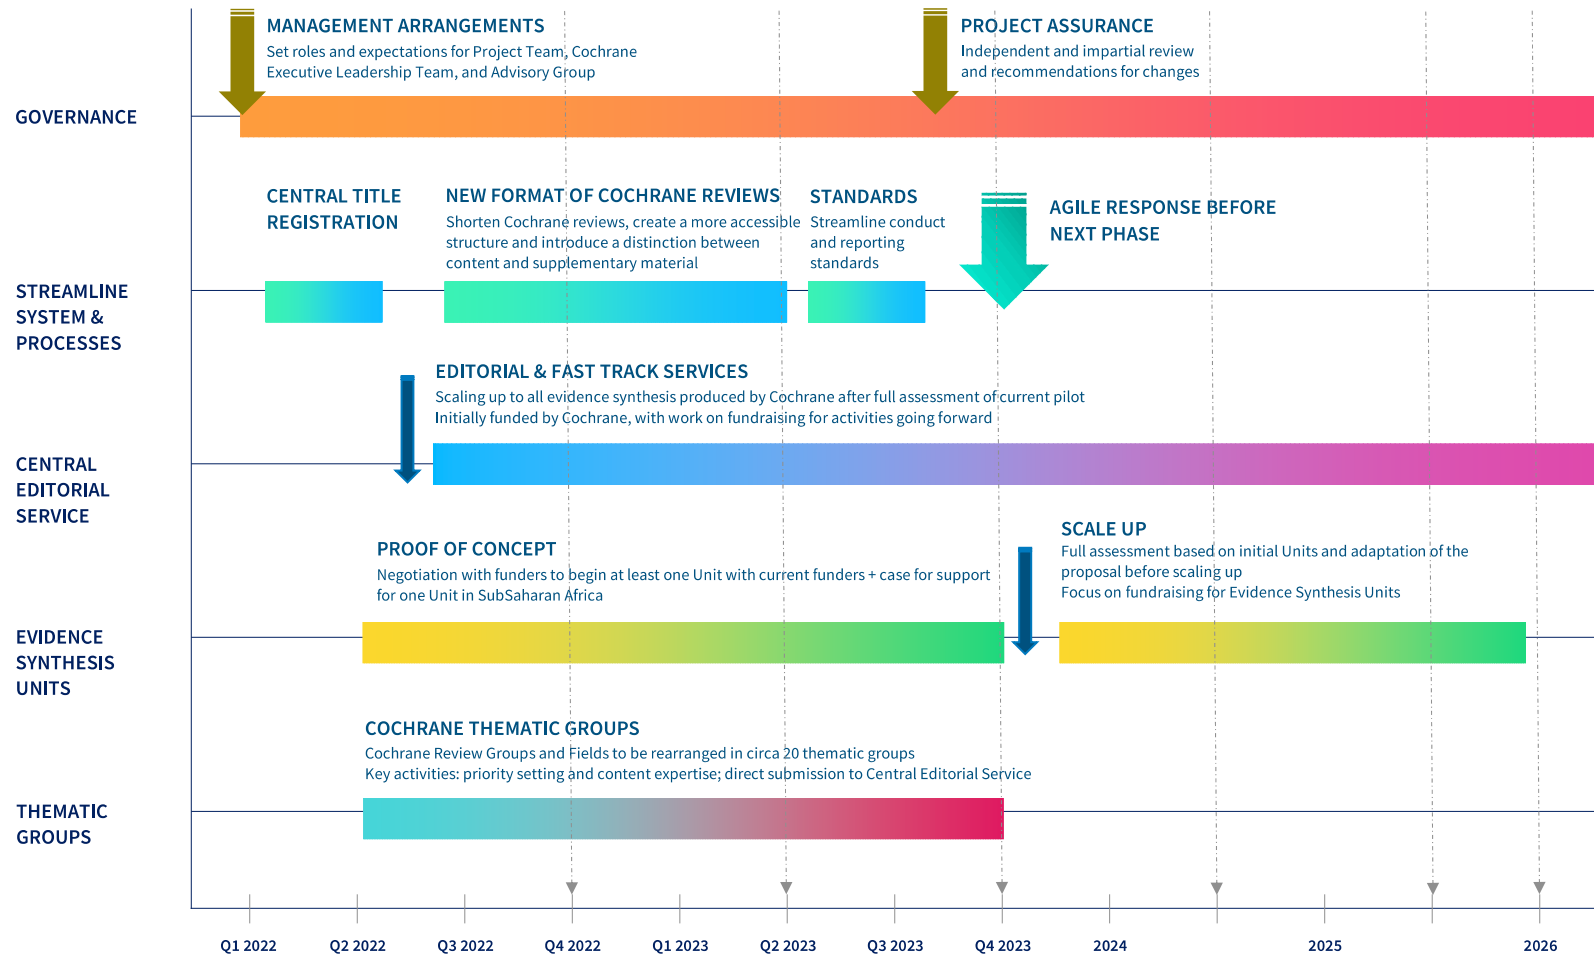 MANAGEMENT ARRANGEMENTS
Set roles and expectations for Project Team, Cochrane
Executive Leadership Team, and Advisory Group
PROJECT ASSURANCE
Independent and impartial review
and recommendations for changes
GOVERNANCE
CENTRAL TITLE
REGISTRATION
NEW FORMAT OF COCHRANE REVIEWS
Shorten Cochrane reviews, create a more accessible
structure and introduce a distinction between
content and supplementary material
STANDARDS
Streamline conduct
and reporting
standards
AGILE RESPONSE BEFORE
NEXT PHASE
STREAMLINE
SYSTEM &
PROCESSES
EDITORIAL & FAST TRACK SERVICES
Scaling up to all evidence synthesis produced by Cochrane after full assessment of current pilot
Initially funded by Cochrane, with work on fundraising for activities going forward
CENTRAL
EDITORIAL
SERVICE
PROOF OF CONCEPT
Negotiation with funders to begin at least one Unit with current funders + case for support
for one Unit in SubSaharan Africa
SCALE UP
Full assessment based on initial Units and adaptation of the
proposal before scaling up
Focus on fundraising for Evidence Synthesis Units
EVIDENCE
SYNTHESIS
UNITS
COCHRANE THEMATIC GROUPS
Cochrane Review Groups and Fields to be rearranged in circa 20 thematic groups
Key activities: priority setting and content expertise; direct submission to Central Editorial Service
THEMATIC
GROUPS
Q1 2022
Q2 2022
Q3 2022
Q4 2022
Q1 2023
Q2 2023
Q3 2023
Q4 2023
2024
2025
2026